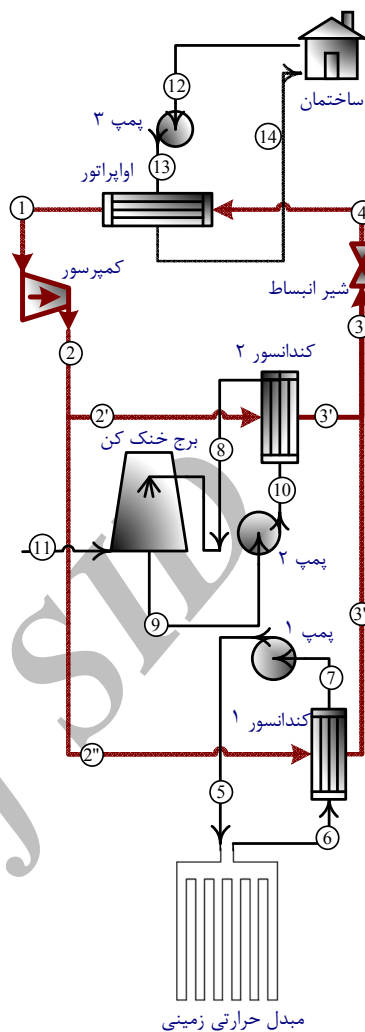 ساختمان
12
پمپ ۳
14
13
اواپراتور
1
4
کمپرسور
شیر انبساط
3
2
کندانسور ۲
2'
3'
برج خنک کن
8
10
11
پمپ ۲
9
پمپ ۱
3'
7
کندانسور ۱
2"
5
6
مبدل حرارتی زمینی
J SID